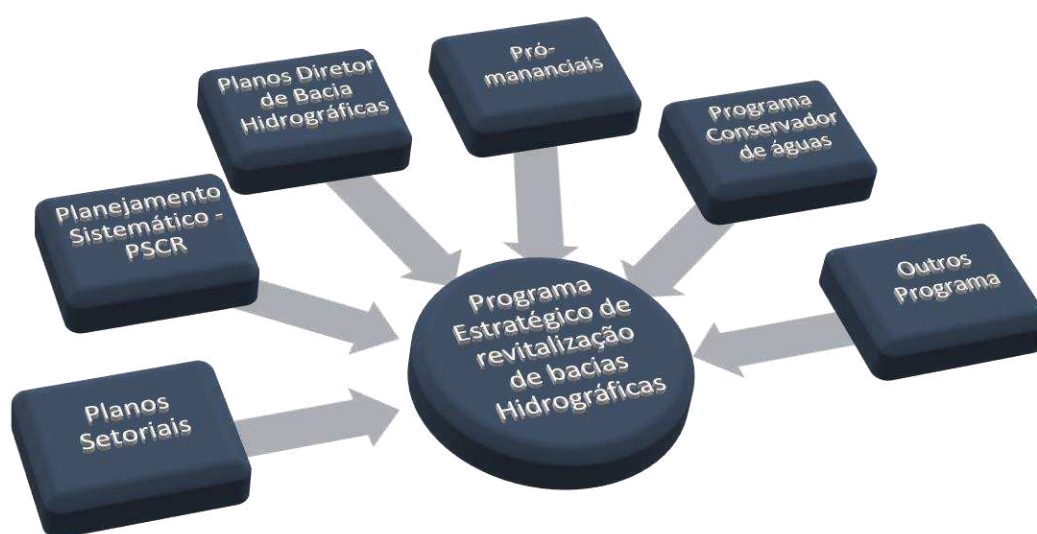 Planos
Setoriais
Planejamento
Sistemático -
PSCR
Planos Diretor
de Bacia
Hidrográficas
Pró-
mananciais
Programa
Conservador
de águas
Outros
Programa
Programa
Estratégico de
revitalização
de bacias
Hidrográficas